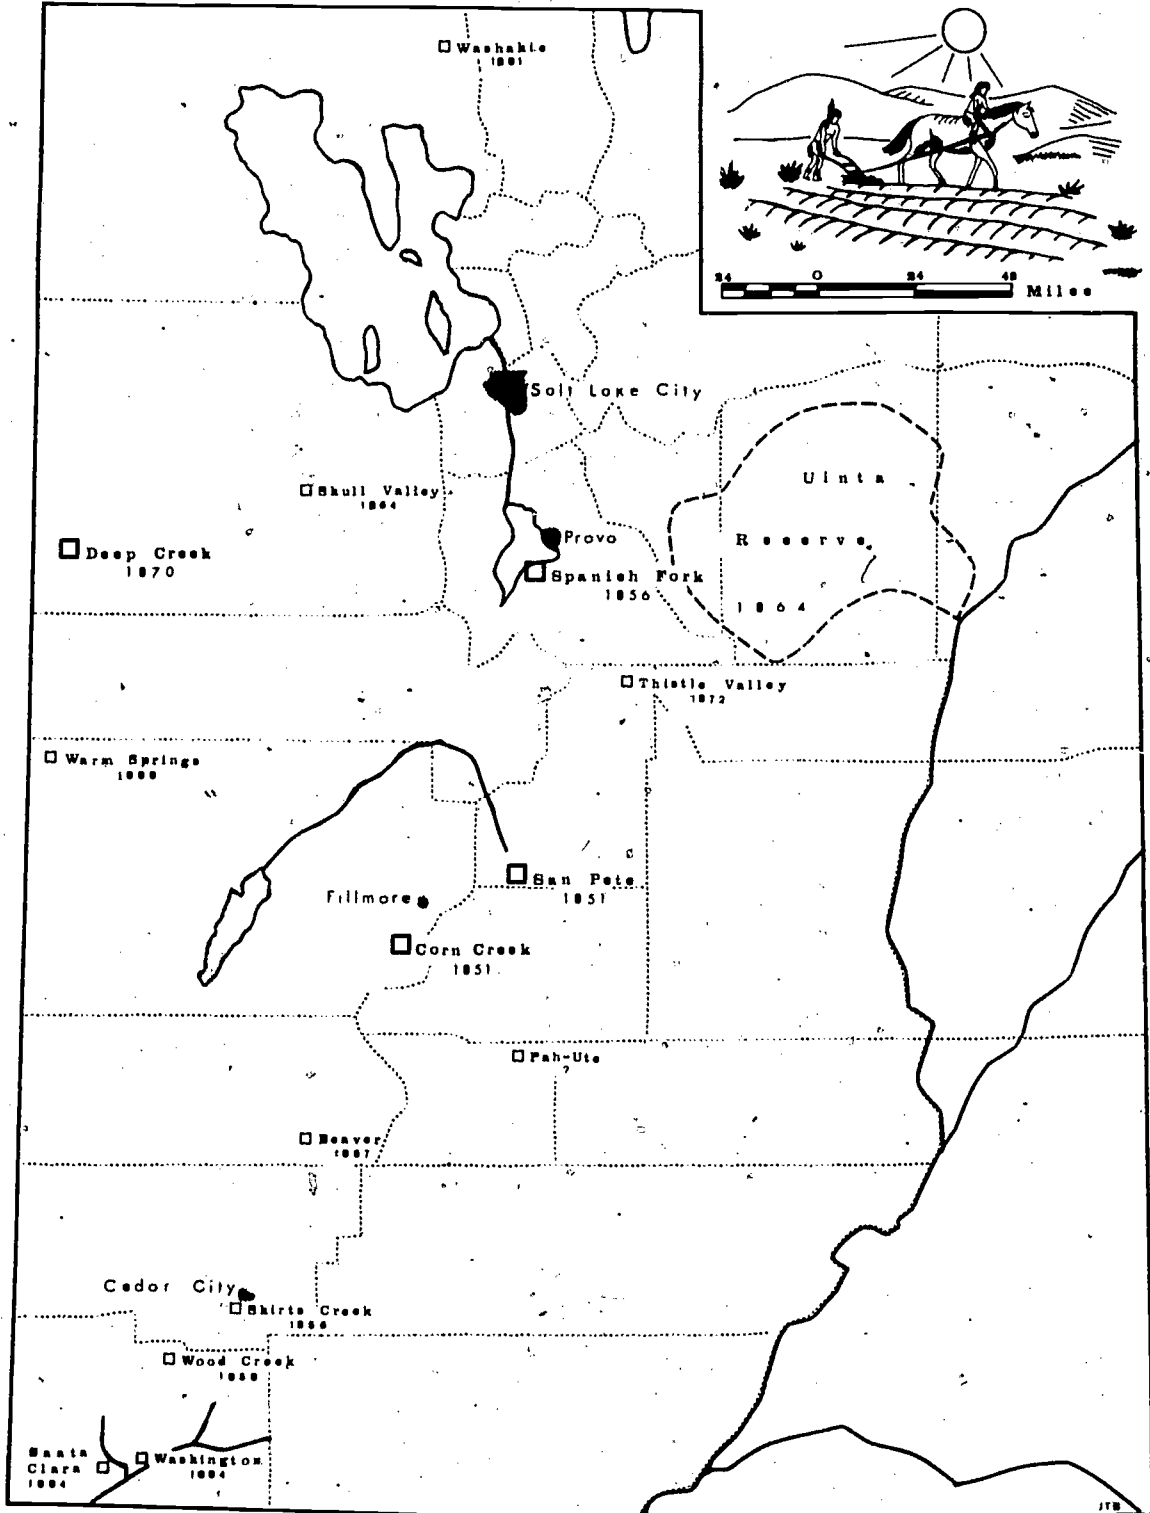 Washakie
24 0 24 48 Miles
Salt Lake City
Skull Valley
Uinta
Reserve
1864
Deep Creek
1870
Provo
Spanish Fork
1856
Thistle Valley
1872
Warm Springs
San Pete
1851
Fillmore
Corn Creek
1851
Pah-Ute
?
Beaver
Cedar City
Shirts Creek
Wood Creek
Santa
Clara
Washington
JTB